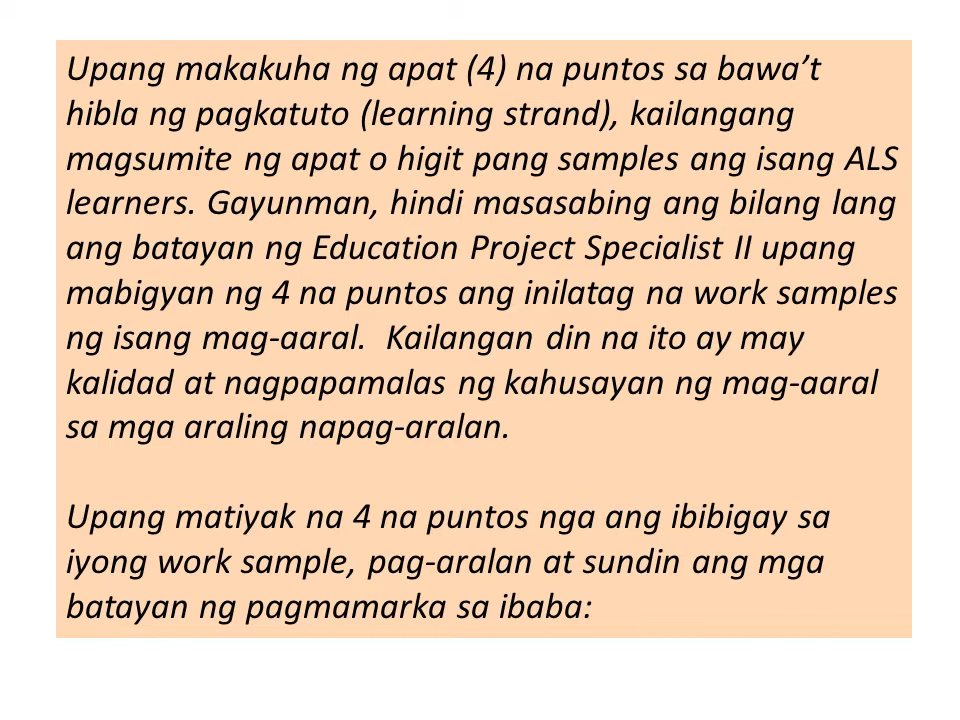 Upang makakuha ng apat (4) na puntos sa bawa’t
hibla ng pagkatuto (learning strand), kailangang
magsumite ng apat o higit pang samples ang isang ALS
learners. Gayunman, hindi masasabing ang bilang lang
ang batayan ng Education Project Specialist II upang
mabigyan ng 4 na puntos ang inilatag na work samples
ng isang mag-aaral.  Kailangan din na ito ay may
kalidad at nagpapamalas ng kahusayan ng mag-aaral
sa mga araling napag-aralan.
Upang matiyak na 4 na puntos nga ang ibibigay sa
iyong work sample, pag-aralan at sundin ang mga
batayan ng pagmamarka sa ibaba: